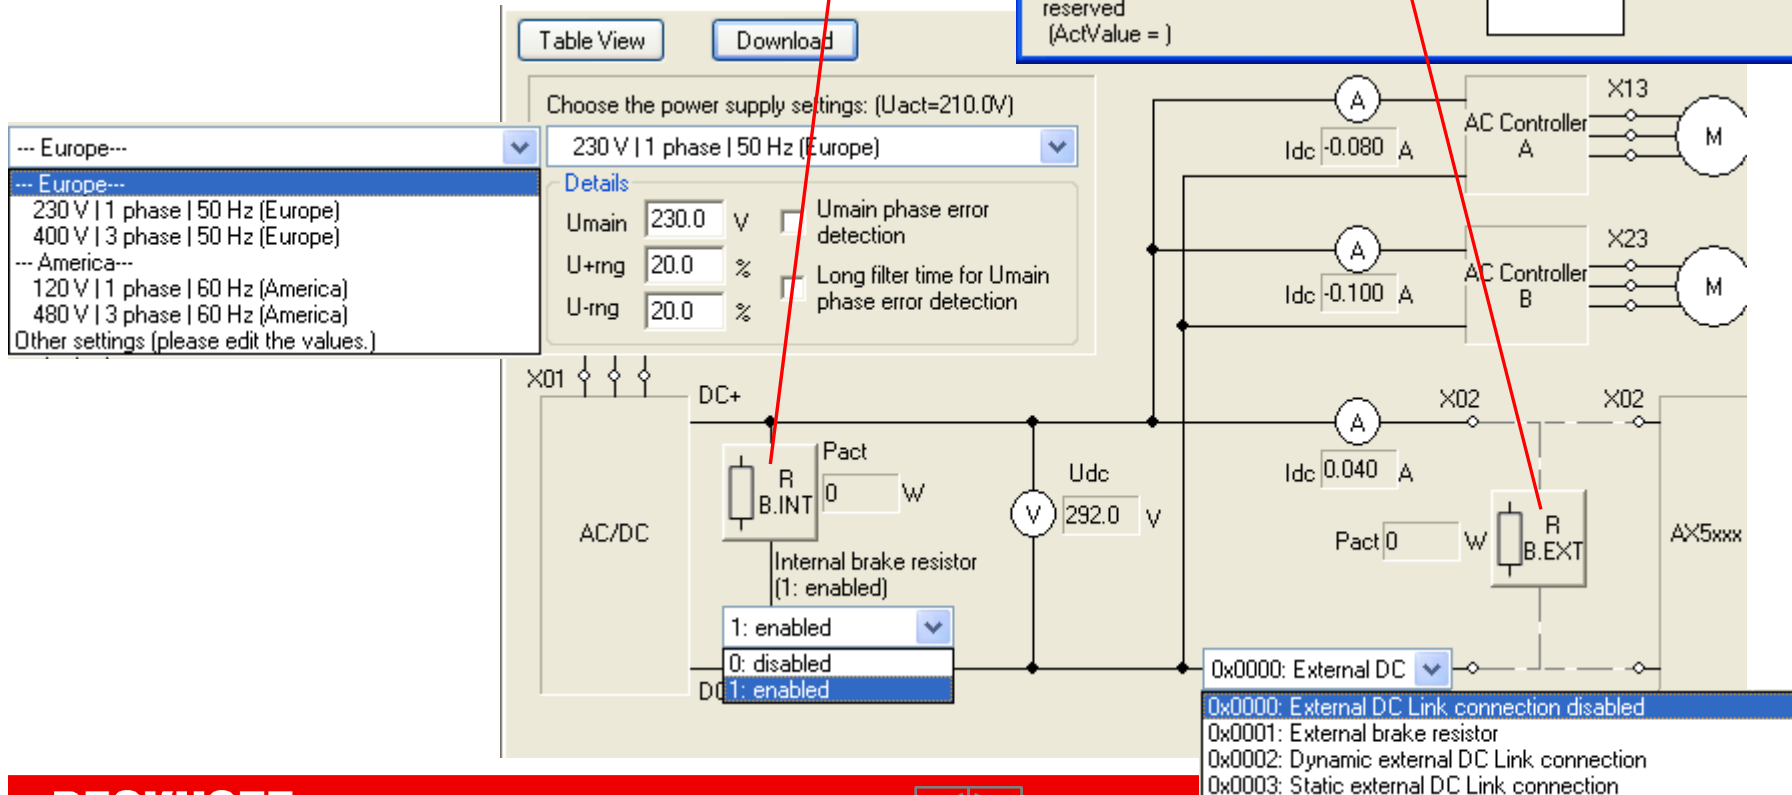 reserved
(ActValue = )
Table View
Download
Choose the power supply settings: (Uact=210.0V)
--- Europe---
230 V | 1 phase | 50 Hz (Europe)
--- Europe---
230 V | 1 phase | 50 Hz (Europe)
400 V | 3 phase | 50 Hz (Europe)
--- America---
120 V | 1 phase | 60 Hz (America)
480 V | 3 phase | 60 Hz (America)
Other settings (please edit the values.)
Details
Umain 230.0 V
U+rng 20.0 %
U-rng 20.0 %
Umain phase error
detection
Long filter time for Umain
phase error detection
A
Idc -0.080 A
AC Controller
A
X13
M
A
Idc -0.100 A
AC Controller
B
X23
M
X01
DC+
AC/DC
R
B.INT
Pact
0 W
Internal brake resistor
(1: enabled)
1: enabled
0: disabled
1: enabled
Udc
V 292.0 V
A
Idc 0.040 A
X02
X02
Pact 0 W
R
B.EXT
AX5xxx
0x0000: External DC
0x0000: External DC Link connection disabled
0x0001: External brake resistor
0x0002: Dynamic external DC Link connection
0x0003: Static external DC Link connection